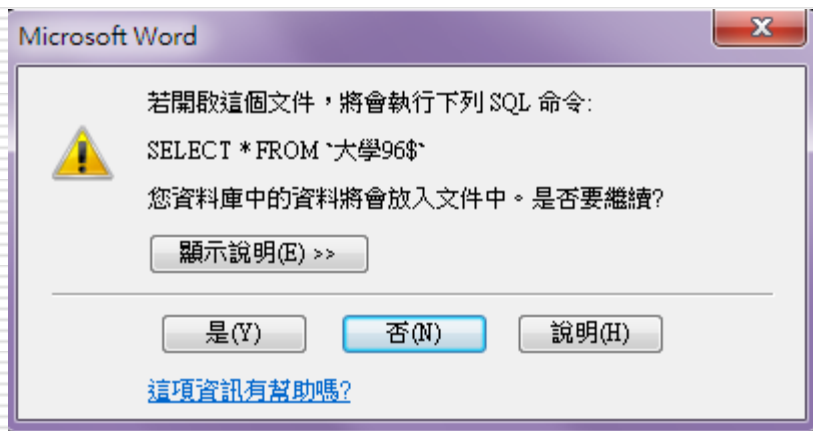 Microsoft Word
若開啟這個文件，將會執行下列 SQL 命令:
SELECT * FROM `大學96$`
您資料庫中的資料將會放入文件中。是否要繼續?
顯示說明(E) >>
是(Y) 否(N) 說明(H)
這項資訊有幫助嗎?